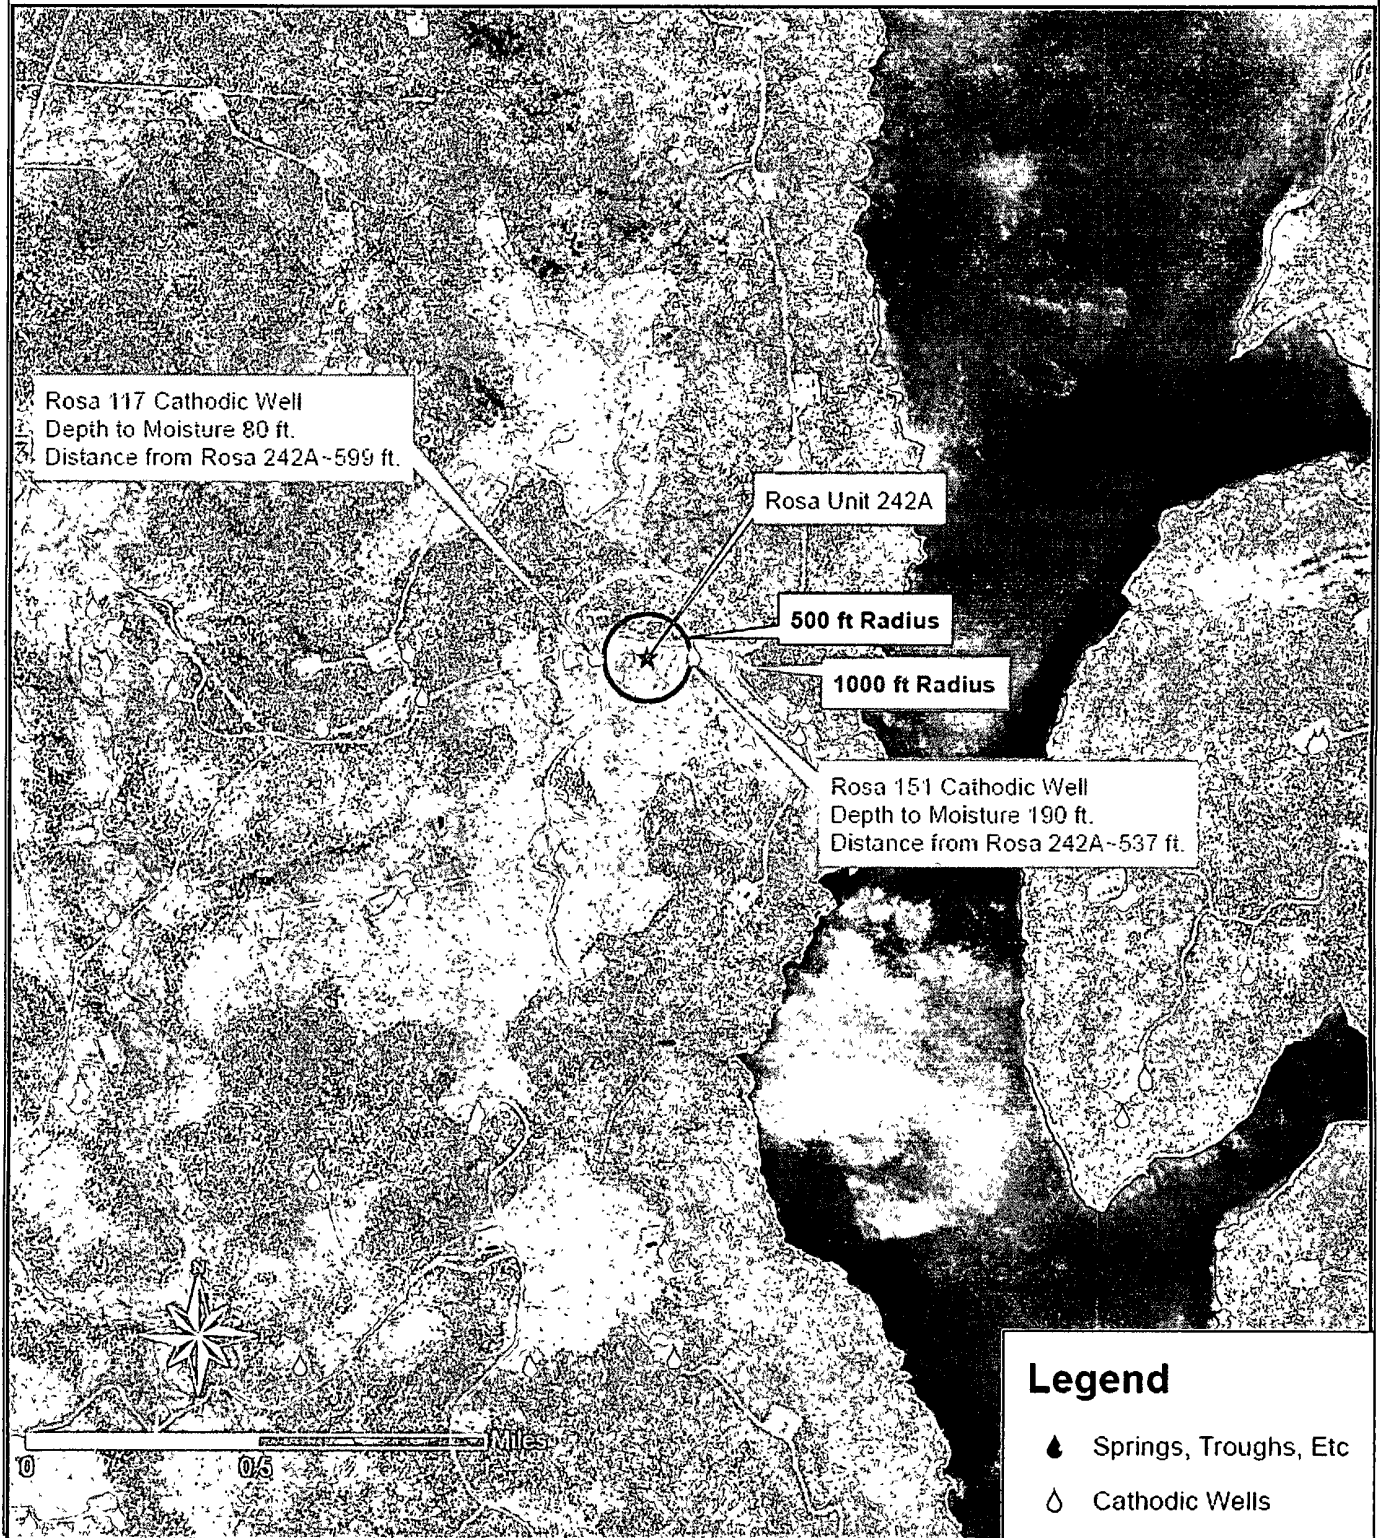 Rosa 117 Cathodic Well
Depth to Moisture 80 ft.
Distance from Rosa 242A~599 ft.
Rosa Unit 242A
500 ft Radius
1000 ft Radius
Rosa 151 Cathodic Well
Depth to Moisture 190 ft.
Distance from Rosa 242A~537 ft.
Miles
0 0.5
Legend
Springs, Troughs, Etc
Cathodic Wells